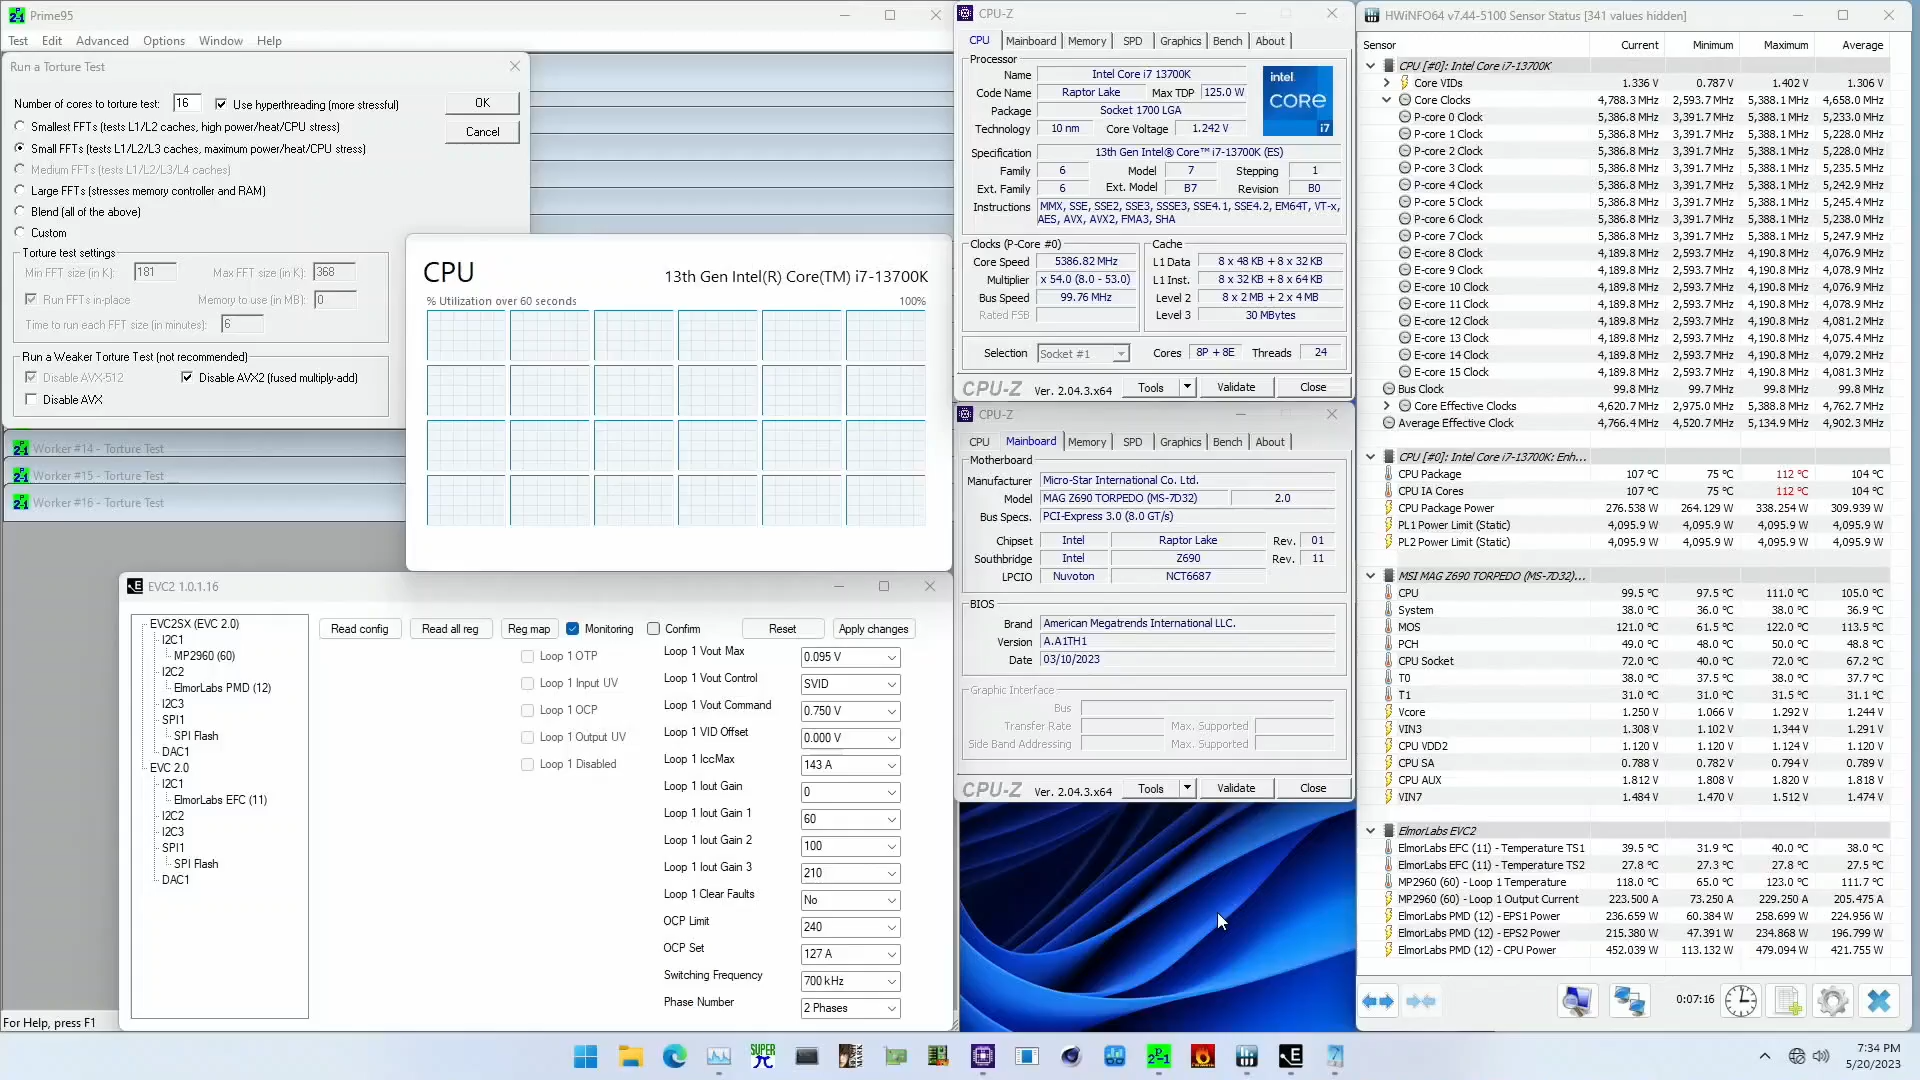 Prime95
Test Edit Advanced Options Window Help
Run a Torture Test
Number of cores to torture test: 16 Use hyperthreading (more stressful) OK
Smallest FFTs (tests L1/L2 caches, high power/heat/CPU stress)
Cancel
Small FFTs (tests L1/L2/L3 caches, maximum power/heat/CPU stress)
Medium FFTs (tests L1/L2/L3/L4 caches)
Large FFTs (stresses memory controller and RAM)
Blend (all of the above)
Custom
Torture test settings
Min FFT size (in K): 181 Max FFT size (in K): 368
Run FFTs in-place Memory to use (in MB): 0
Time to run each FFT size (in minutes): 6
Run a Weaker Torture Test (not recommended)
Disable AVX-512 Disable AVX2 (fused multiply-add)
Disable AVX
Worker #14 - Torture Test
Worker #15 - Torture Test
Worker #16 - Torture Test
For Help, press F1
CPU 13th Gen Intel(R) Core(TM) i7-13700K
% Utilization over 60 seconds 100%
EVC2 1.0.1.16
EVC2SX (EVC 2.0)
I2C1
MP2960 (60)
I2C2
ElmorLabs PMD (12)
I2C3
SPI1
SPI Flash
DAC1
EVC 2.0
I2C1
ElmorLabs EFC (11)
I2C2
I2C3
SPI1
SPI Flash
DAC1
Read config Read all reg Reg map Monitoring Confirm Reset Apply changes
Loop 1 OTP
Loop 1 Input UV
Loop 1 OCP
Loop 1 Output UV
Loop 1 Disabled
Loop 1 Vout Max 0.095 V
Loop 1 Vout Control SVID
Loop 1 Vout Command 0.750 V
Loop 1 VID Offset 0.000 V
Loop 1 IccMax 143 A
Loop 1 Iout Gain 0
Loop 1 Iout Gain 1 60
Loop 1 Iout Gain 2 100
Loop 1 Iout Gain 3 210
Loop 1 Clear Faults No
OCP Limit 240
OCP Set 127 A
Switching Frequency 700 kHz
Phase Number 2 Phases
CPU-Z
CPU Mainboard Memory SPD Graphics Bench About
Processor
Name Intel Core i7 13700K
Code Name Raptor Lake Max TDP 125.0 W
Package Socket 1700 LGA
Technology 10 nm Core Voltage 1.242 V
intel
CORE
i7
Specification 13th Gen Intel® Core™ i7-13700K (ES)
Family 6 Model 7 Stepping 1
Ext. Family 6 Ext. Model B7 Revision B0
Instructions MMX, SSE, SSE2, SSE3, SSSE3, SSE4.1, SSE4.2, EM64T, VT-x,
AES, AVX, AVX2, FMA3, SHA
Clocks (P-Core #0) Cache
Core Speed 5386.82 MHz L1 Data 8 x 48 KB + 8 x 32 KB
Multiplier x 54.0 (8.0 - 53.0) L1 Inst. 8 x 32 KB + 8 x 64 KB
Bus Speed 99.76 MHz Level 2 8 x 2 MB + 2 x 4 MB
Rated FSB Level 3 30 MBytes
Selection Socket #1 Cores 8P + 8E Threads 24
CPU-Z Ver. 2.04.3.x64 Tools Validate Close
CPU-Z
CPU Mainboard Memory SPD Graphics Bench About
Motherboard
Manufacturer Micro-Star International Co. Ltd.
Model MAG Z690 TORPEDO (MS-7D32) 2.0
Bus Specs. PCI-Express 3.0 (8.0 GT/s)
Chipset Intel Raptor Lake Rev. 01
Southbridge Intel Z690 Rev. 11
LPCIO Nuvoton NCT6687
BIOS
Brand American Megatrends International LLC.
Version A.A1TH1
Date 03/10/2023
Graphic Interface
Bus
Transfer Rate Max. Supported
Side Band Addressing Max. Supported
CPU-Z Ver. 2.04.3.x64 Tools Validate Close
HWiNFO64 v7.44-5100 Sensor Status [341 values hidden]
Sensor Current Minimum Maximum Average
CPU [#0]: Intel Core i7-13700K
Core VIDs 1.336 V 0.787 V 1.402 V 1.306 V
Core Clocks 4,788.3 MHz 2,593.7 MHz 5,388.1 MHz 4,658.0 MHz
P-core 0 Clock 5,386.8 MHz 3,391.7 MHz 5,388.1 MHz 5,233.0 MHz
P-core 1 Clock 5,386.8 MHz 3,391.7 MHz 5,388.1 MHz 5,228.0 MHz
P-core 2 Clock 5,386.8 MHz 3,391.7 MHz 5,388.1 MHz 5,228.0 MHz
P-core 3 Clock 5,386.8 MHz 3,391.7 MHz 5,388.1 MHz 5,235.5 MHz
P-core 4 Clock 5,386.8 MHz 3,391.7 MHz 5,388.1 MHz 5,242.9 MHz
P-core 5 Clock 5,386.8 MHz 3,391.7 MHz 5,388.1 MHz 5,245.4 MHz
P-core 6 Clock 5,386.8 MHz 3,391.7 MHz 5,388.1 MHz 5,238.0 MHz
P-core 7 Clock 5,386.8 MHz 3,391.7 MHz 5,388.1 MHz 5,247.9 MHz
E-core 8 Clock 4,189.8 MHz 2,593.7 MHz 4,190.8 MHz 4,076.9 MHz
E-core 9 Clock 4,189.8 MHz 2,593.7 MHz 4,190.8 MHz 4,078.9 MHz
E-core 10 Clock 4,189.8 MHz 2,593.7 MHz 4,190.8 MHz 4,076.9 MHz
E-core 11 Clock 4,189.8 MHz 2,593.7 MHz 4,190.8 MHz 4,078.9 MHz
E-core 12 Clock 4,189.8 MHz 2,593.7 MHz 4,190.8 MHz 4,081.2 MHz
E-core 13 Clock 4,189.8 MHz 2,593.7 MHz 4,190.8 MHz 4,075.4 MHz
E-core 14 Clock 4,189.8 MHz 2,593.7 MHz 4,190.8 MHz 4,079.2 MHz
E-core 15 Clock 4,189.8 MHz 2,593.7 MHz 4,190.8 MHz 4,081.3 MHz
Bus Clock 99.8 MHz 99.7 MHz 99.8 MHz 99.8 MHz
Core Effective Clocks 4,620.7 MHz 2,975.0 MHz 5,388.8 MHz 4,762.7 MHz
Average Effective Clock 4,766.4 MHz 4,520.7 MHz 5,134.9 MHz 4,902.3 MHz
CPU [#0]: Intel Core i7-13700K: Enh...
CPU Package 107 °C 75 °C 112 °C 104 °C
CPU IA Cores 107 °C 75 °C 112 °C 104 °C
CPU Package Power 276.538 W 264.129 W 338.254 W 309.939 W
PL1 Power Limit (Static) 4,095.9 W 4,095.9 W 4,095.9 W 4,095.9 W
PL2 Power Limit (Static) 4,095.9 W 4,095.9 W 4,095.9 W 4,095.9 W
MSI MAG Z690 TORPEDO (MS-7D32)...
CPU 99.5 °C 97.5 °C 111.0 °C 105.0 °C
System 38.0 °C 36.0 °C 38.0 °C 36.9 °C
MOS 121.0 °C 61.5 °C 122.0 °C 113.5 °C
PCH 49.0 °C 48.0 °C 50.0 °C 48.8 °C
CPU Socket 72.0 °C 40.0 °C 72.0 °C 67.2 °C
T0 38.0 °C 37.5 °C 38.0 °C 37.7 °C
T1 31.0 °C 31.0 °C 31.5 °C 31.1 °C
Vcore 1.250 V 1.066 V 1.292 V 1.244 V
VIN3 1.308 V 1.102 V 1.344 V 1.291 V
CPU VDD2 1.120 V 1.120 V 1.124 V 1.120 V
CPU SA 0.788 V 0.782 V 0.794 V 0.789 V
CPU AUX 1.812 V 1.808 V 1.820 V 1.818 V
VIN7 1.484 V 1.470 V 1.512 V 1.474 V
ElmorLabs EVC2
ElmorLabs EFC (11) - Temperature TS1 39.5 °C 31.9 °C 40.0 °C 38.0 °C
ElmorLabs EFC (11) - Temperature TS2 27.8 °C 27.3 °C 27.8 °C 27.5 °C
MP2960 (60) - Loop 1 Temperature 118.0 °C 65.0 °C 123.0 °C 111.7 °C
MP2960 (60) - Loop 1 Output Current 223.500 A 73.250 A 229.250 A 205.475 A
ElmorLabs PMD (12) - EPS1 Power 236.659 W 60.384 W 258.699 W 224.956 W
ElmorLabs PMD (12) - EPS2 Power 215.380 W 47.391 W 234.868 W 196.799 W
ElmorLabs PMD (12) - CPU Power 452.039 W 113.132 W 479.094 W 421.755 W
0:07:16
SUPER
7:34 PM
5/20/2023